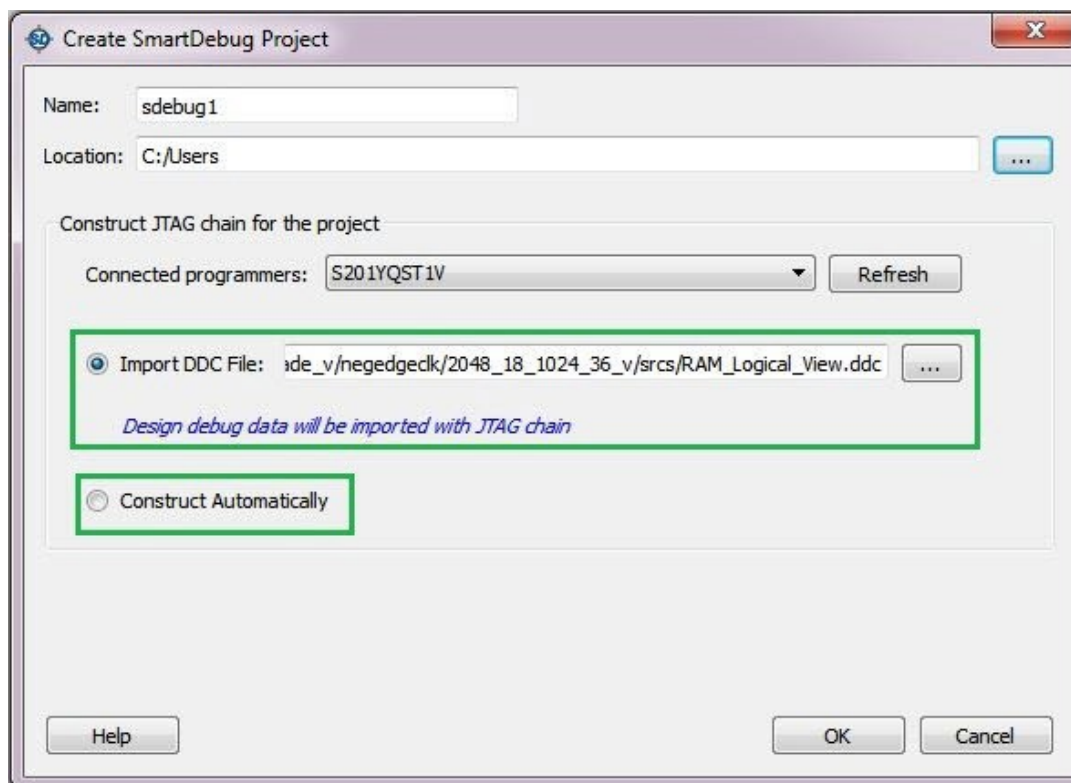 Create SmartDebug Project
Name: sdebug1
Location: C:/Users ...
Construct JTAG chain for the project
Connected programmers: S201YQST1V Refresh
Import DDC File: ade_v/negedgeclk/2048_18_1024_36_v/srcs/RAM_Logical_View.ddc ...
Design debug data will be imported with JTAG chain
Construct Automatically
Help OK Cancel